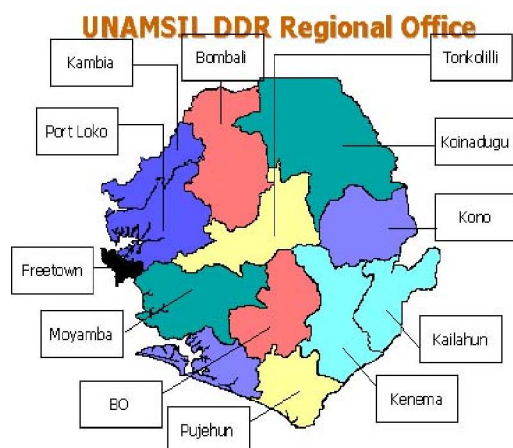 UNAMSIL DDR Regional Office
Kambia
Bombali
Tonkolilli
Port Loko
Koinadugu
Kono
Freetown
Moyamba
Kailahun
BO
Kenema
Pujehun